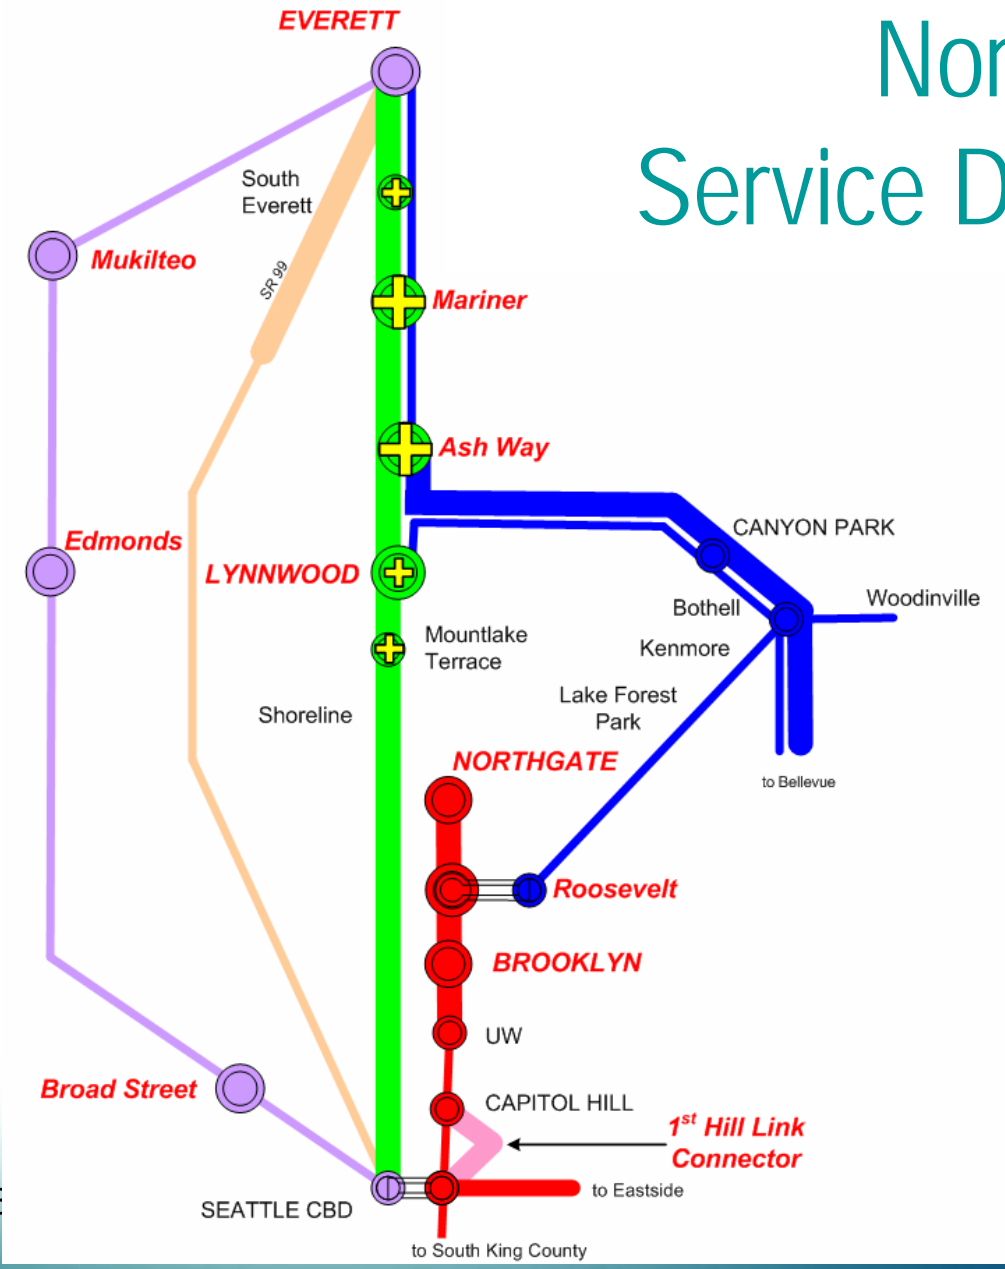 EVERETT
Nor
Service D
South
Everett
Mukilteo
SR 99
Mariner
Ash Way
CANYON PARK
Edmonds
LYNNWOOD
Woodinville
Bothell
Mountlake
Terrace
Kenmore
Lake Forest
Park
Shoreline
NORTHGATE
to Bellevue
Roosevelt
BROOKLYN
UW
Broad Street
CAPITOL HILL
1st Hill Link
Connector
to Eastside
SEATTLE CBD
to South King County